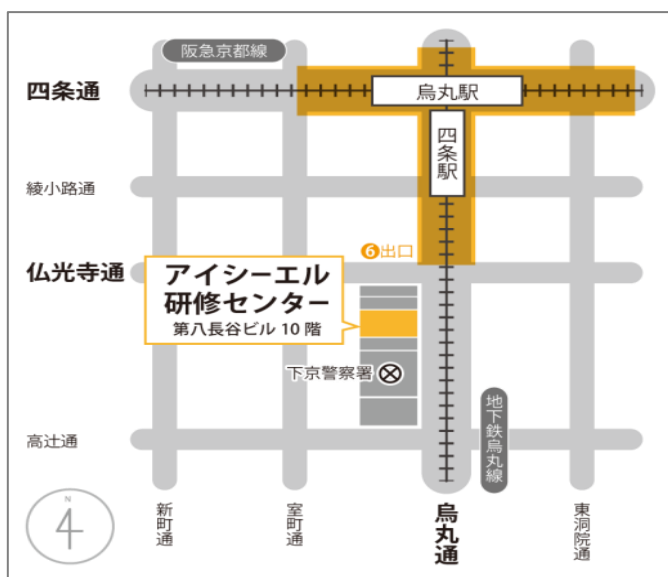 阪急京都線
四条通
烏丸駅
四条駅
綾小路通
❻出口
仏光寺通
アイシーエル
研修センター
第八長谷ビル 10 階
下京警察署
地下鉄烏丸線
高辻通
N
新町通
室町通
烏丸通
東洞院通